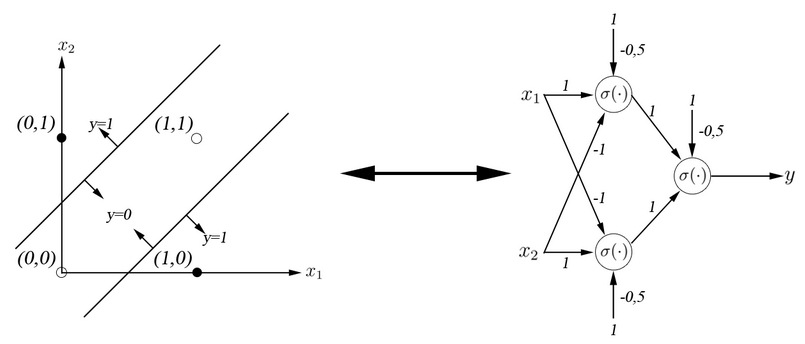 x₂
(0,1)
y=1
(1,1)
y=0
y=1
(0,0)
(1,0)
x₁
1
-0,5
x₁
1
σ(·)
1
1
-0,5
-1
σ(·)
y
-1
1
x₂
1
σ(·)
-0,5
1